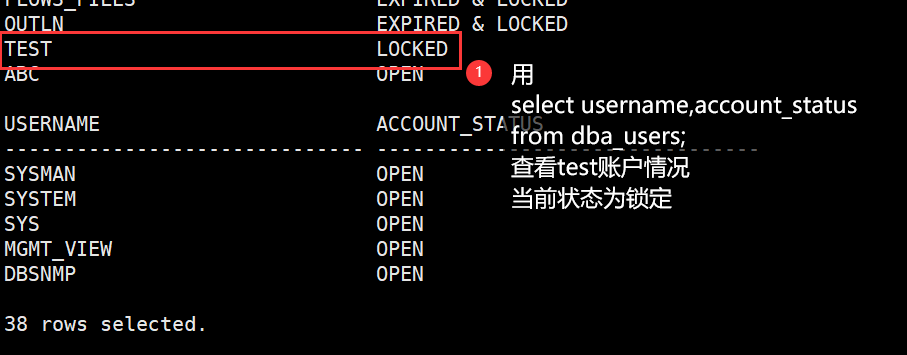 FLOWS_FILES EXPIRED & LOCKED
OUTLN EXPIRED & LOCKED
TEST LOCKED
ABC OPEN
1 用
select username,account_status
from dba_users;
查看test账户情况
当前状态为锁定
USERNAME ACCOUNT_STATUS
------------------------------ --------------------------------
SYSMAN OPEN
SYSTEM OPEN
SYS OPEN
MGMT_VIEW OPEN
DBSNMP OPEN
38 rows selected.